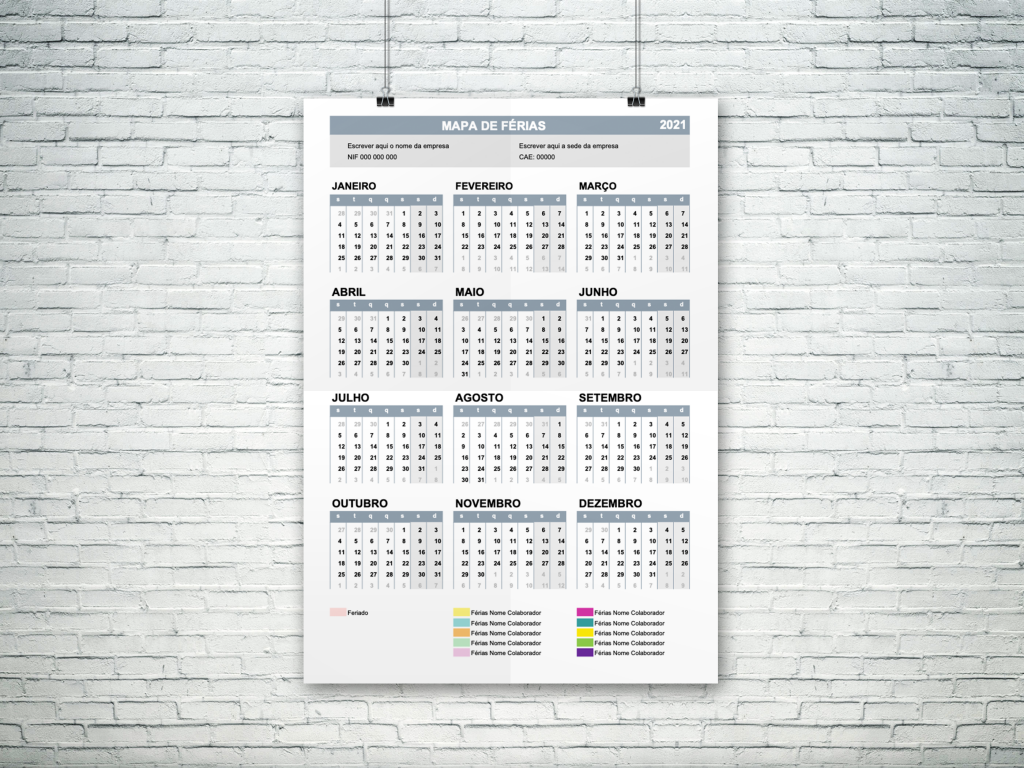 MAPA DE FÉRIAS 2021
Escrever aqui o nome da empresa
NIF 000 000 000
Escrever aqui a sede da empresa
CAE: 00000
JANEIRO
s t q q s s d
28 29 30 31 1 2 3
4 5 6 7 8 9 10
11 12 13 14 15 16 17
18 19 20 21 22 23 24
25 26 27 28 29 30 31
1 2 3 4 5 6 7
FEVEREIRO
s t q q s s d
1 2 3 4 5 6 7
8 9 10 11 12 13 14
15 16 17 18 19 20 21
22 23 24 25 26 27 28
1 2 3 4 5 6 7
8 9 10 11 12 13 14
MARÇO
s t q q s s d
1 2 3 4 5 6 7
8 9 10 11 12 13 14
15 16 17 18 19 20 21
22 23 24 25 26 27 28
29 30 31 1 2 3 4
5 6 7 8 9 10 11
ABRIL
s t q q s s d
29 30 31 1 2 3 4
5 6 7 8 9 10 11
12 13 14 15 16 17 18
19 20 21 22 23 24 25
26 27 28 29 30 1 2
3 4 5 6 7 8 9
MAIO
s t q q s s d
26 27 28 29 30 1 2
3 4 5 6 7 8 9
10 11 12 13 14 15 16
17 18 19 20 21 22 23
24 25 26 27 28 29 30
31 1 2 3 4 5 6
JUNHO
s t q q s s d
31 1 2 3 4 5 6
7 8 9 10 11 12 13
14 15 16 17 18 19 20
21 22 23 24 25 26 27
28 29 30 1 2 3 4
5 6 7 8 9 10 11
JULHO
s t q q s s d
28 29 30 1 2 3 4
5 6 7 8 9 10 11
12 13 14 15 16 17 18
19 20 21 22 23 24 25
26 27 28 29 30 31 1
2 3 4 5 6 7 8
AGOSTO
s t q q s s d
26 27 28 29 30 31 1
2 3 4 5 6 7 8
9 10 11 12 13 14 15
16 17 18 19 20 21 22
23 24 25 26 27 28 29
30 31 1 2 3 4 5
SETEMBRO
s t q q s s d
30 31 1 2 3 4 5
6 7 8 9 10 11 12
13 14 15 16 17 18 19
20 21 22 23 24 25 26
27 28 29 30 1 2 3
4 5 6 7 8 9 10
OUTUBRO
s t q q s s d
27 28 29 30 1 2 3
4 5 6 7 8 9 10
11 12 13 14 15 16 17
18 19 20 21 22 23 24
25 26 27 28 29 30 31
1 2 3 4 5 6 7
NOVEMBRO
s t q q s s d
1 2 3 4 5 6 7
8 9 10 11 12 13 14
15 16 17 18 19 20 21
22 23 24 25 26 27 28
29 30 1 2 3 4 5
6 7 8 9 10 11 12
DEZEMBRO
s t q q s s d
29 30 1 2 3 4 5
6 7 8 9 10 11 12
13 14 15 16 17 18 19
20 21 22 23 24 25 26
27 28 29 30 31 1 2
3 4 5 6 7 8 9
Feriado
Férias Nome Colaborador
Férias Nome Colaborador
Férias Nome Colaborador
Férias Nome Colaborador
Férias Nome Colaborador
Férias Nome Colaborador
Férias Nome Colaborador
Férias Nome Colaborador
Férias Nome Colaborador
Férias Nome Colaborador